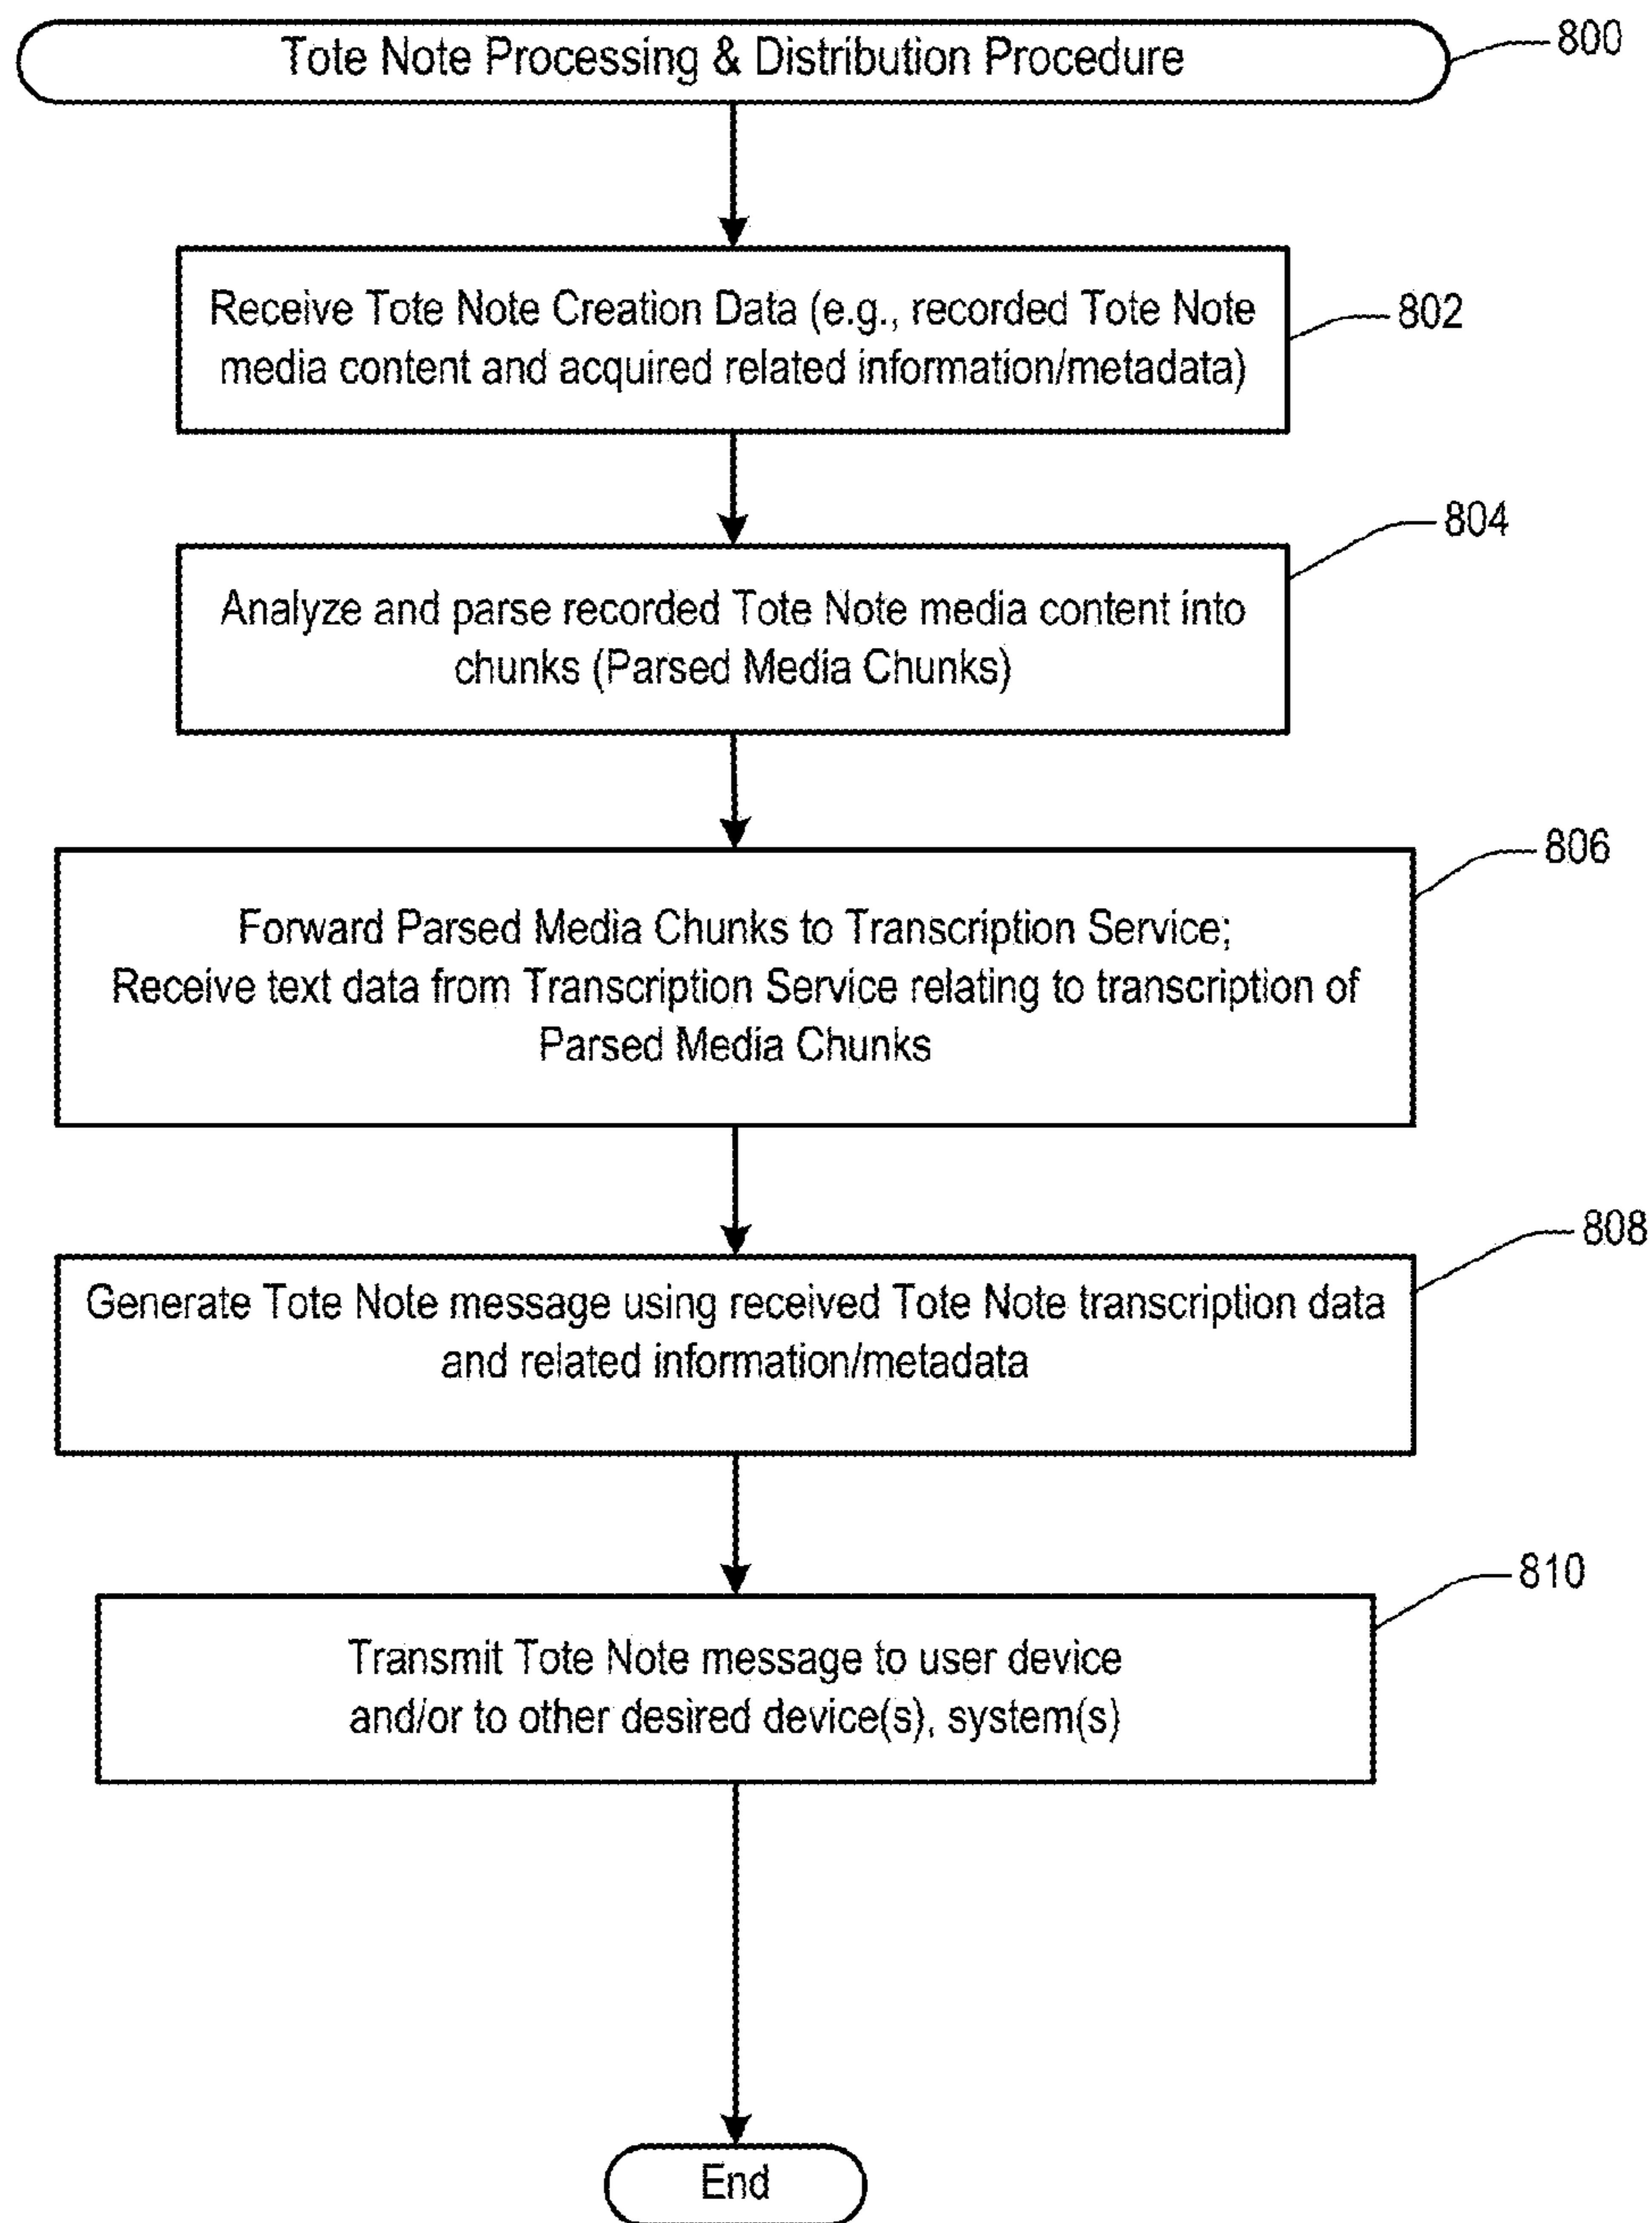 Tote Note Processing & Distribution Procedure
800
Receive Tote Note Creation Data (e.g., recorded Tote Note
media content and acquired related information/metadata)
802
804
Analyze and parse recorded Tote Note media content into
chunks (Parsed Media Chunks)
806
Forward Parsed Media Chunks to Transcription Service;
Receive text data from Transcription Service relating to transcription of
Parsed Media Chunks
808
Generate Tote Note message using received Tote Note transcription data
and related information/metadata
810
Transmit Tote Note message to user device
and/or to other desired device(s), system(s)
End